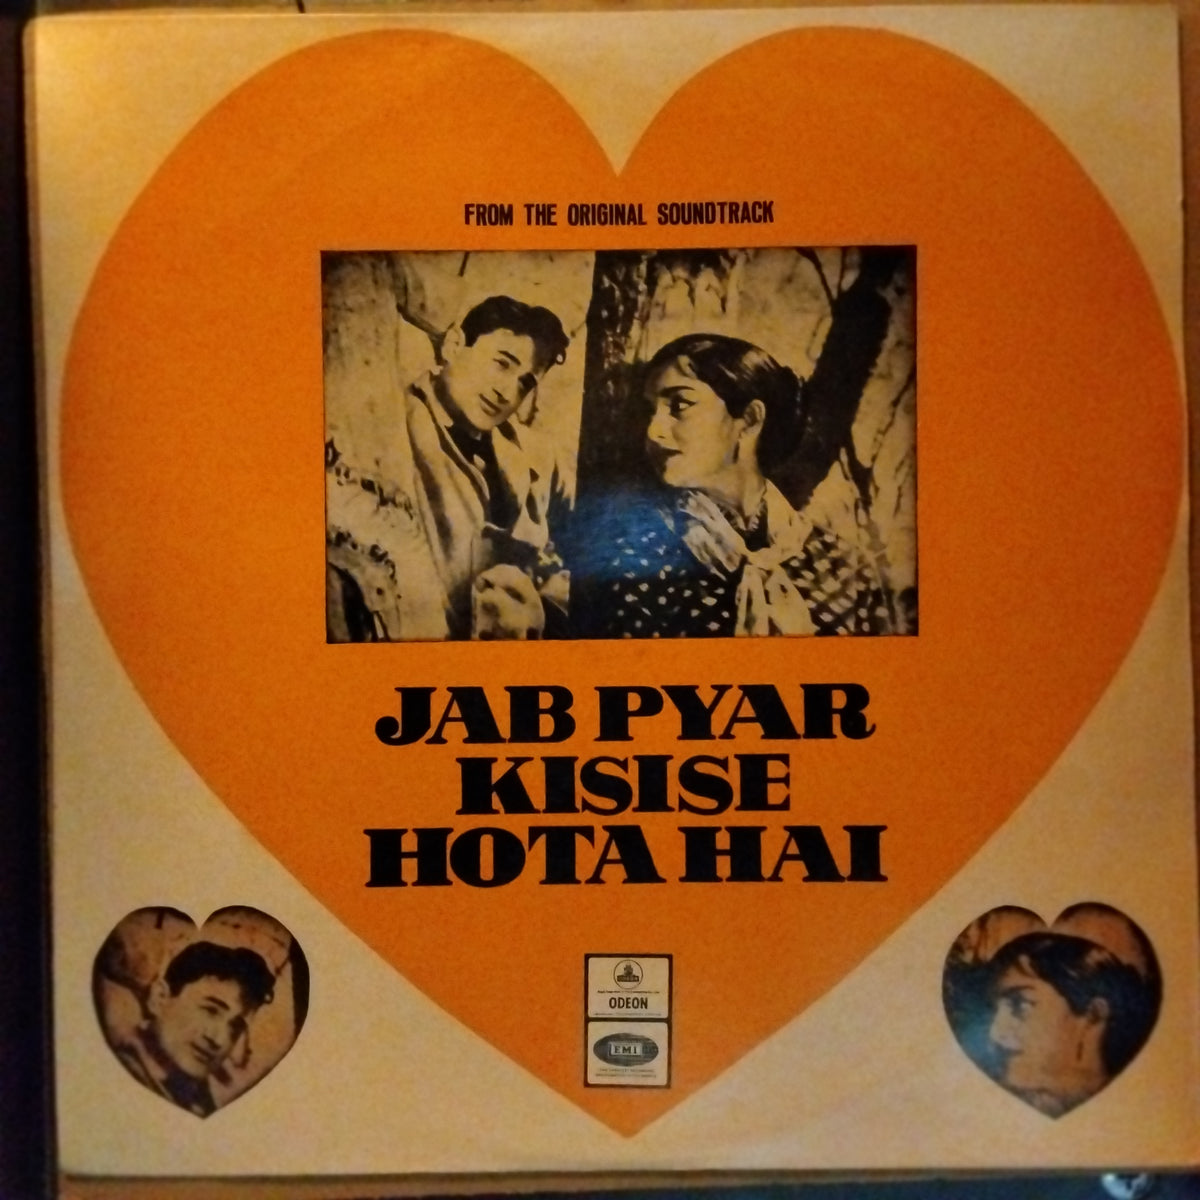 FROM THE ORIGINAL SOUNDTRACK
JAB PYAR
KISISE
HOTA HAI
ODEON
EMI